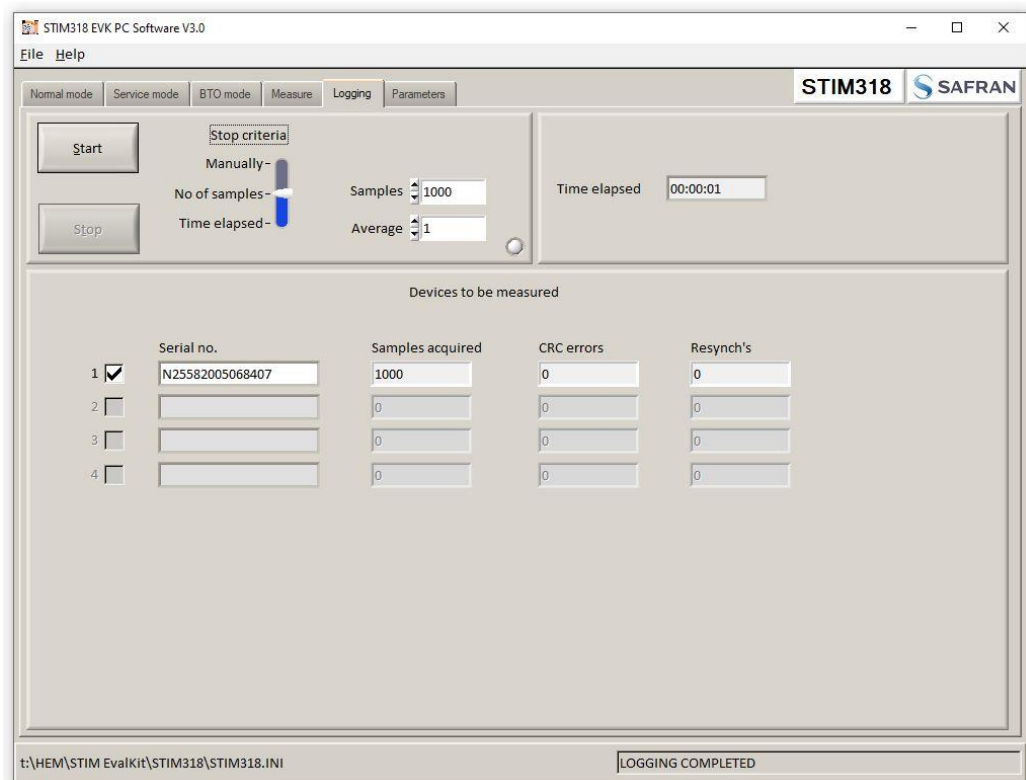 STIM318 EVK PC Software V3.0
File Help
Normal mode Service mode BTO mode Measure Logging Parameters
STIM318 SAFRAN
Start
Stop
Stop criteria
Manually
No of samples
Time elapsed
Samples 1000
Average 1
Time elapsed 00:00:01
Devices to be measured
Serial no. Samples acquired CRC errors Resynch's
1 N25582005068407 1000 0 0
2 0 0 0
3 0 0 0
4 0 0 0
t:\HEM\STIM EvalKit\STIM318\STIM318.INI LOGGING COMPLETED